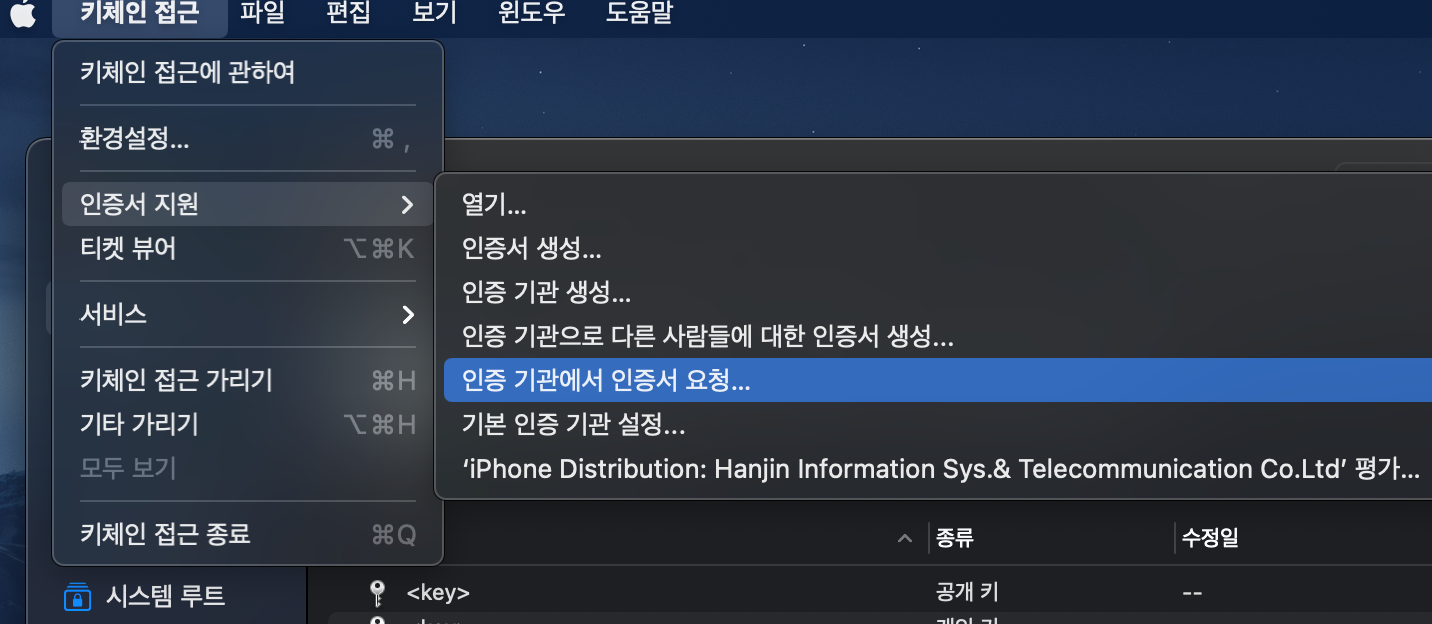 키체인 접근 파일 편집 보기 윈도우 도움말
키체인 접근에 관하여
환경설정... ⌘ ,
인증서 지원
티켓 뷰어 ⌥⌘K
서비스
키체인 접근 가리기 ⌘H
기타 가리기 ⌥⌘H
모두 보기
키체인 접근 종료 ⌘Q
열기...
인증서 생성...
인증 기관 생성...
인증 기관으로 다른 사람들에 대한 인증서 생성...
인증 기관에서 인증서 요청...
기본 인증 기관 설정...
‘iPhone Distribution: Hanjin Information Sys.& Telecommunication Co.Ltd’ 평가...
종류 수정일
시스템 루트
<key> 공개 키 --